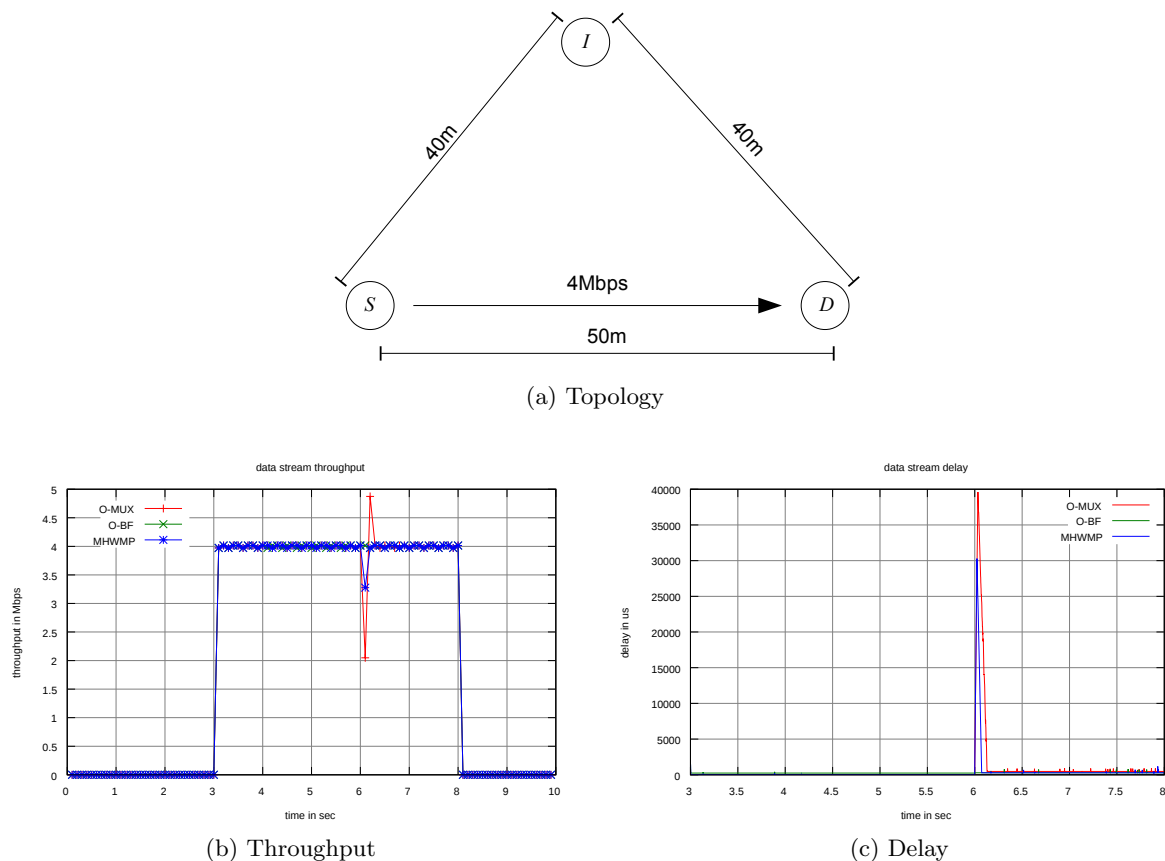 I
40m
40m
S
4Mbps
D
50m
(a) Topology
data stream throughput
5
4.5
4
3.5
3
2.5
2
1.5
1
0.5
0
throughput in Mbps
O-MUX
O-BF
MHWMP
0 1 2 3 4 5 6 7 8 9 10
time in sec
(b) Throughput
data stream delay
40000
35000
30000
25000
20000
15000
10000
5000
0
delay in us
O-MUX
O-BF
MHWMP
3 3.5 4 4.5 5 5.5 6 6.5 7 7.5 8
time in sec
(c) Delay